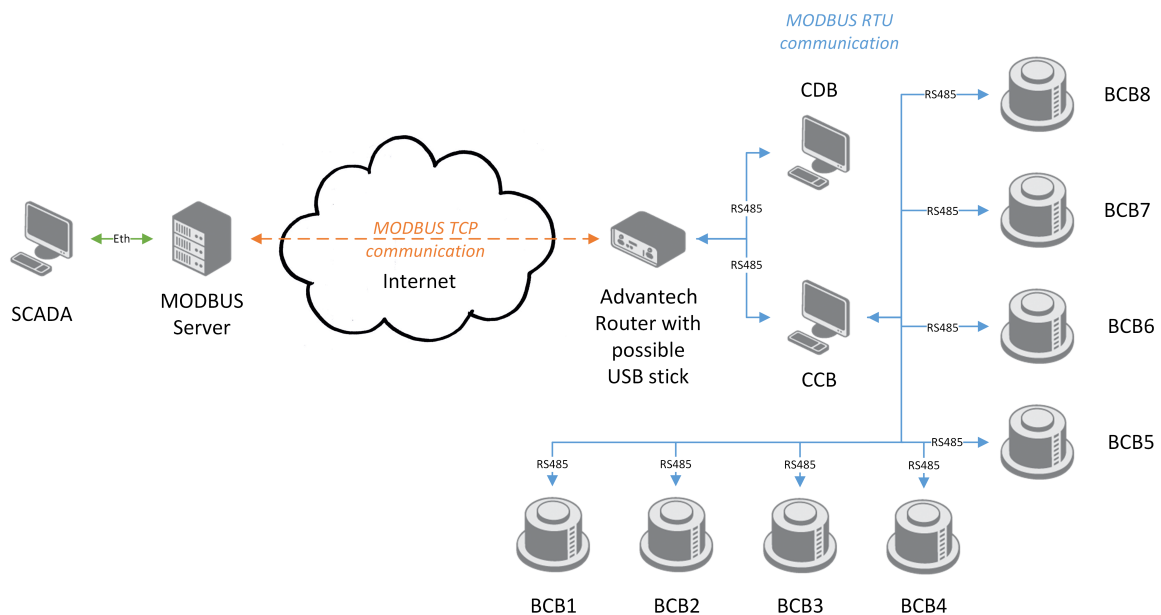 MODBUS RTU
communication
CDB
RS485
BCB8
RS485
BCB7
RS485
MODBUS TCP
communication
Eth
Internet
RS485
SCADA
MODBUS
Server
Advantech
Router with
possible
USB stick
CCB
RS485
BCB6
RS485
BCB5
RS485
RS485
RS485
RS485
BCB1
BCB2
BCB3
BCB4